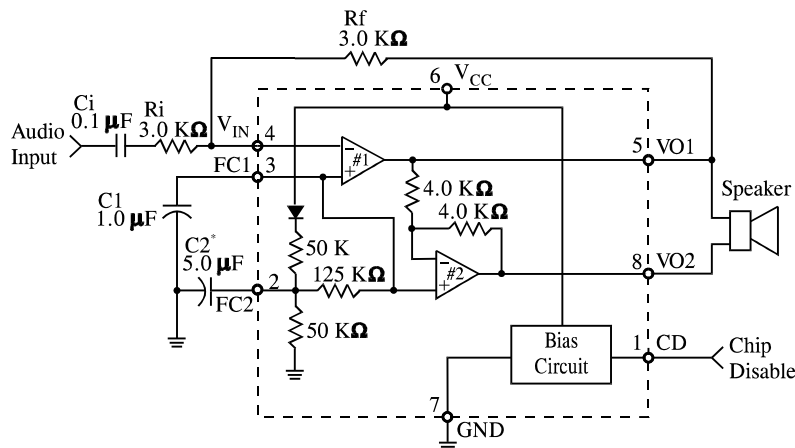 Rf
3.0 KΩ
6 VCC
Ci
0.1 μF
Ri
3.0 KΩ
VIN
4
Audio
Input
−
#1
+
5 VO1
FC1
3
C1
1.0 μF
4.0 KΩ
4.0 KΩ
Speaker
C2*
5.0 μF
50 K
125 KΩ
−
#2
+
8 VO2
FC2
2
50 KΩ
Bias
Circuit
1 CD
Chip
Disable
7
GND